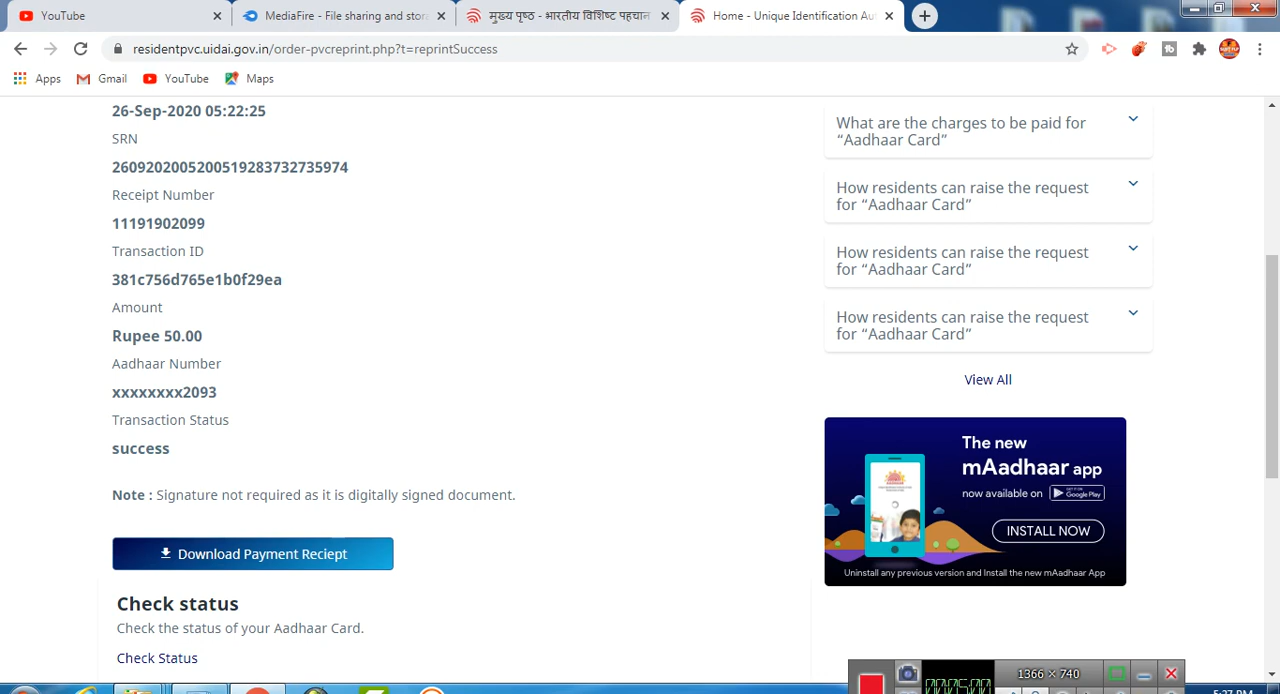 YouTube
MediaFire - File sharing and stor
मुख्य पृष्ठ - भारतीय विशिष्ट पहचान
Home - Unique Identification Au
residentpvc.uidai.gov.in/order-pvcreprint.php?t=reprintSuccess
Apps
Gmail
YouTube
Maps
26-Sep-2020 05:22:25
SRN
2609202005200519283732735974
Receipt Number
11191902099
Transaction ID
381c756d765e1b0f29ea
Amount
Rupee 50.00
Aadhaar Number
xxxxxxxx2093
Transaction Status
success
Note : Signature not required as it is digitally signed document.
Download Payment Reciept
Check status
Check the status of your Aadhaar Card.
Check Status
What are the charges to be paid for
“Aadhaar Card”
How residents can raise the request
for “Aadhaar Card”
How residents can raise the request
for “Aadhaar Card”
How residents can raise the request
for “Aadhaar Card”
View All
The new
mAadhaar app
now available on
GET IT ON
Google Play
INSTALL NOW
Uninstall any previous version and Install the new mAadhaar App
1366 × 740